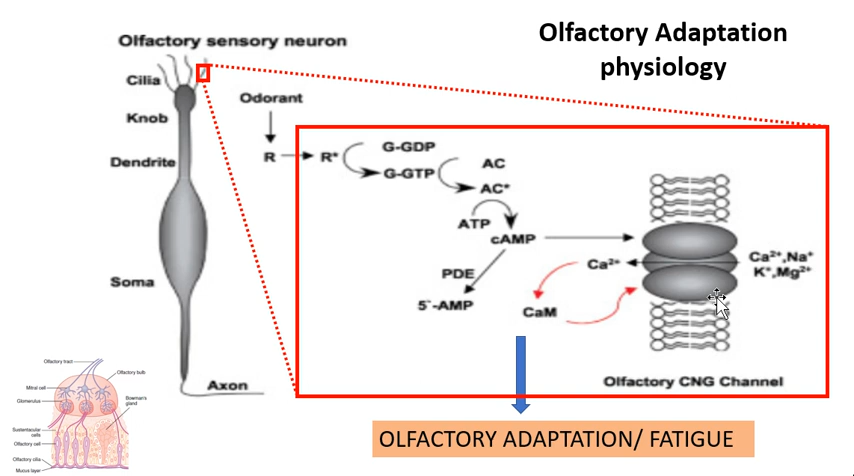 Olfactory Adaptation
physiology
Olfactory sensory neuron
Cilia
Knob
Dendrite
Soma
Axon
Odorant
R
R*
G-GDP
G-GTP
AC
AC*
ATP
cAMP
PDE
5`-AMP
Ca²⁺
CaM
Ca²⁺,Na⁺
K⁺,Mg²⁺
Olfactory CNG Channel
OLFACTORY ADAPTATION/ FATIGUE
Olfactory tract
Olfactory bulb
Mitral cell
Glomerulus
Bowman's
gland
Sustentacular
cells
Olfactory cell
Olfactory cilia
Mucus layer